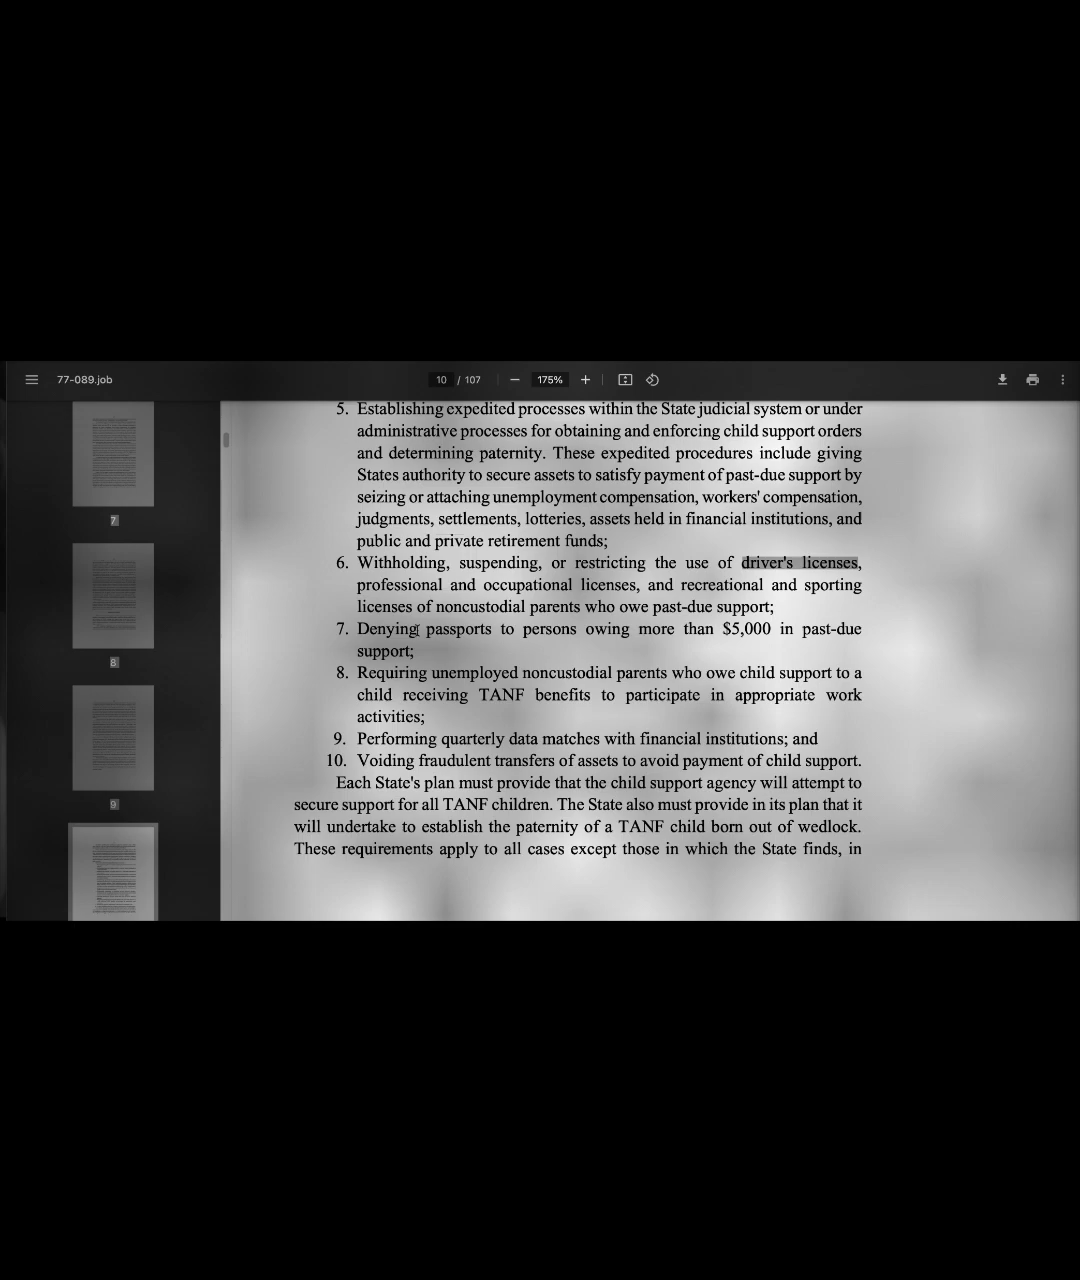 77-089.job
10 / 107
175%
7
8
9
5. Establishing expedited processes within the State judicial system or under
administrative processes for obtaining and enforcing child support orders
and determining paternity. These expedited procedures include giving
States authority to secure assets to satisfy payment of past-due support by
seizing or attaching unemployment compensation, workers' compensation,
judgments, settlements, lotteries, assets held in financial institutions, and
public and private retirement funds;
6. Withholding, suspending, or restricting the use of driver's licenses,
professional and occupational licenses, and recreational and sporting
licenses of noncustodial parents who owe past-due support;
7. Denying passports to persons owing more than $5,000 in past-due
support;
8. Requiring unemployed noncustodial parents who owe child support to a
child receiving TANF benefits to participate in appropriate work
activities;
9. Performing quarterly data matches with financial institutions; and
10. Voiding fraudulent transfers of assets to avoid payment of child support.
Each State's plan must provide that the child support agency will attempt to
secure support for all TANF children. The State also must provide in its plan that it
will undertake to establish the paternity of a TANF child born out of wedlock.
These requirements apply to all cases except those in which the State finds, in